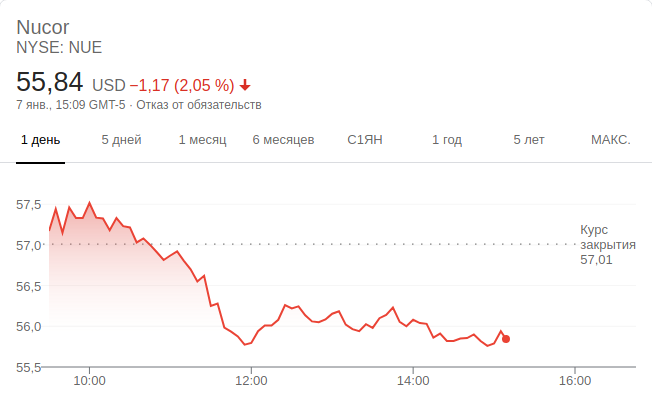 Nucor
NYSE: NUE
55,84 USD −1,17 (2,05 %)
7 янв., 15:09 GMT-5 · Отказ от обязательств
1 день 5 дней 1 месяц 6 месяцев С1ЯН 1 год 5 лет МАКС.
57,5
57,0
56,5
56,0
55,5
Курс
закрытия
57,01
10:00 12:00 14:00 16:00